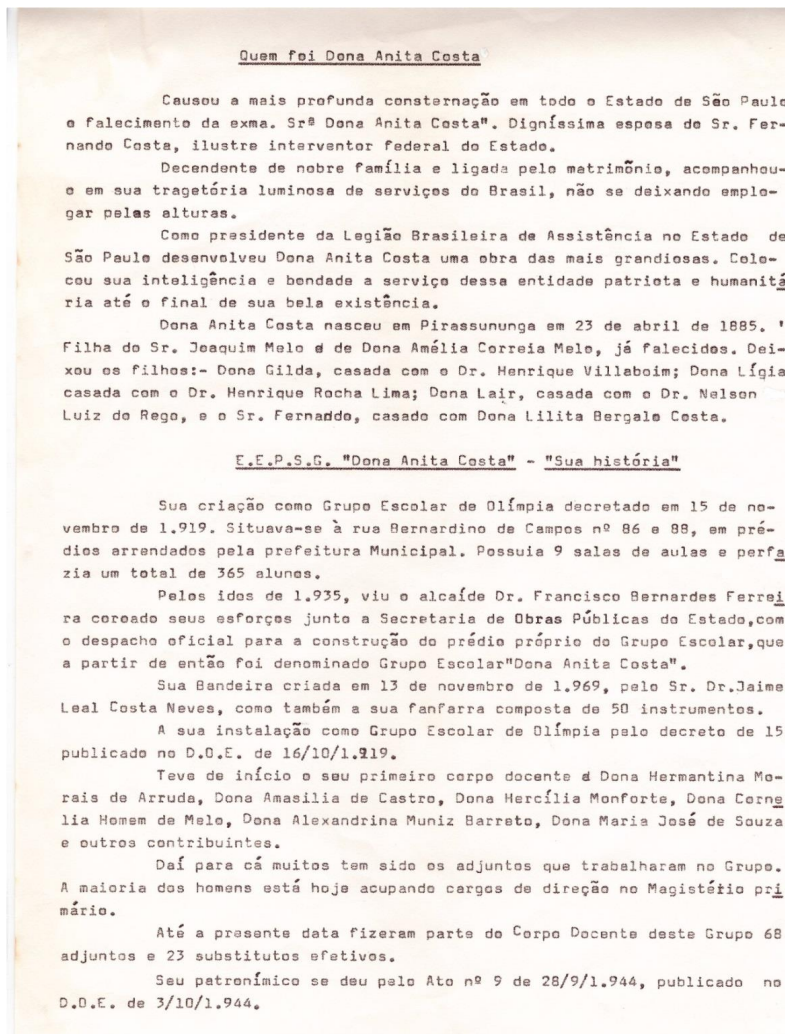 Quem foi Dona Anita Costa
Causou a mais profunda consternação em todo o Estado de São Paulo
o falecimento da exma. Srª Dona Anita Costa". Digníssima esposa do Sr. Fer-
nando Costa, ilustre interventor federal do Estado.
Decendente de nobre família e ligada pelo matrimônio, acompanhou-
o em sua tragetória luminosa de serviços do Brasil, não se deixando empol-
gar pelas alturas.
Como presidente da Legião Brasileira de Assistência no Estado de
São Paulo desenvolveu Dona Anita Costa uma obra das mais grandiosas. Colo-
cou sua inteligência e bondade a serviço dessa entidade patriota e humanitá
ria até o final de sua bela existência.
Dona Anita Costa nasceu em Pirassununga em 23 de abril de 1885. '
Filha do Sr. Joaquim Melo e de Dona Amélia Correia Melo, já falecidos. Dei-
xou os filhos:- Dona Gilda, casada com o Dr. Henrique Villaboim; Dona Lígia
casada com o Dr. Henrique Rocha Lima; Dona Lair, casada com o Dr. Nelson
Luiz do Rego, e o Sr. Fernando, casado com Dona Lilita Bergalo Costa.
E.E.P.S.G. "Dona Anita Costa" - "Sua história"
Sua criação como Grupo Escolar de Olímpia decretado em 15 de no-
vembro de 1.919. Situava-se à rua Bernardino de Campos nº 86 e 88, em pré-
dios arrendados pela prefeitura Municipal. Possuia 9 salas de aulas e perfa
zia um total de 365 alunos.
Pelos idos de 1.935, viu o alcaíde Dr. Francisco Bernardes Ferrei
ra coroado seus esforços junto a Secretaria de Obras Públicas do Estado,com
o despacho oficial para a construção do prédio próprio do Grupo Escolar,que
a partir de então foi denominado Grupo Escolar"Dona Anita Costa".
Sua Bandeira criada em 13 de novembro de 1.969, pelo Sr. Dr.Jaime
Leal Costa Neves, como também a sua fanfarra composta de 50 instrumentos.
A sua instalação como Grupo Escolar de Olímpia pelo decreto de 15
publicado no D.O.E. de 16/10/1.919.
Teve de início o seu primeiro corpo docente a Dona Hermantina Mo-
rais de Arruda, Dona Amasilia de Castro, Dona Hercília Monforte, Dona Corne
lia Homem de Melo, Dona Alexandrina Muniz Barreto, Dona Maria José de Souza
e outros contribuintes.
Daí para cá muitos tem sido os adjuntos que trabalharam no Grupo.
A maioria dos homens está hoje acupando cargos de direção no Magistério pri
mário.
Até a presente data fizeram parte do Corpo Docente deste Grupo 68
adjuntos e 23 substitutos efetivos.
Seu patronímico se deu pelo Ato nº 9 de 28/9/1.944, publicado no
D.O.E. de 3/10/1.944.